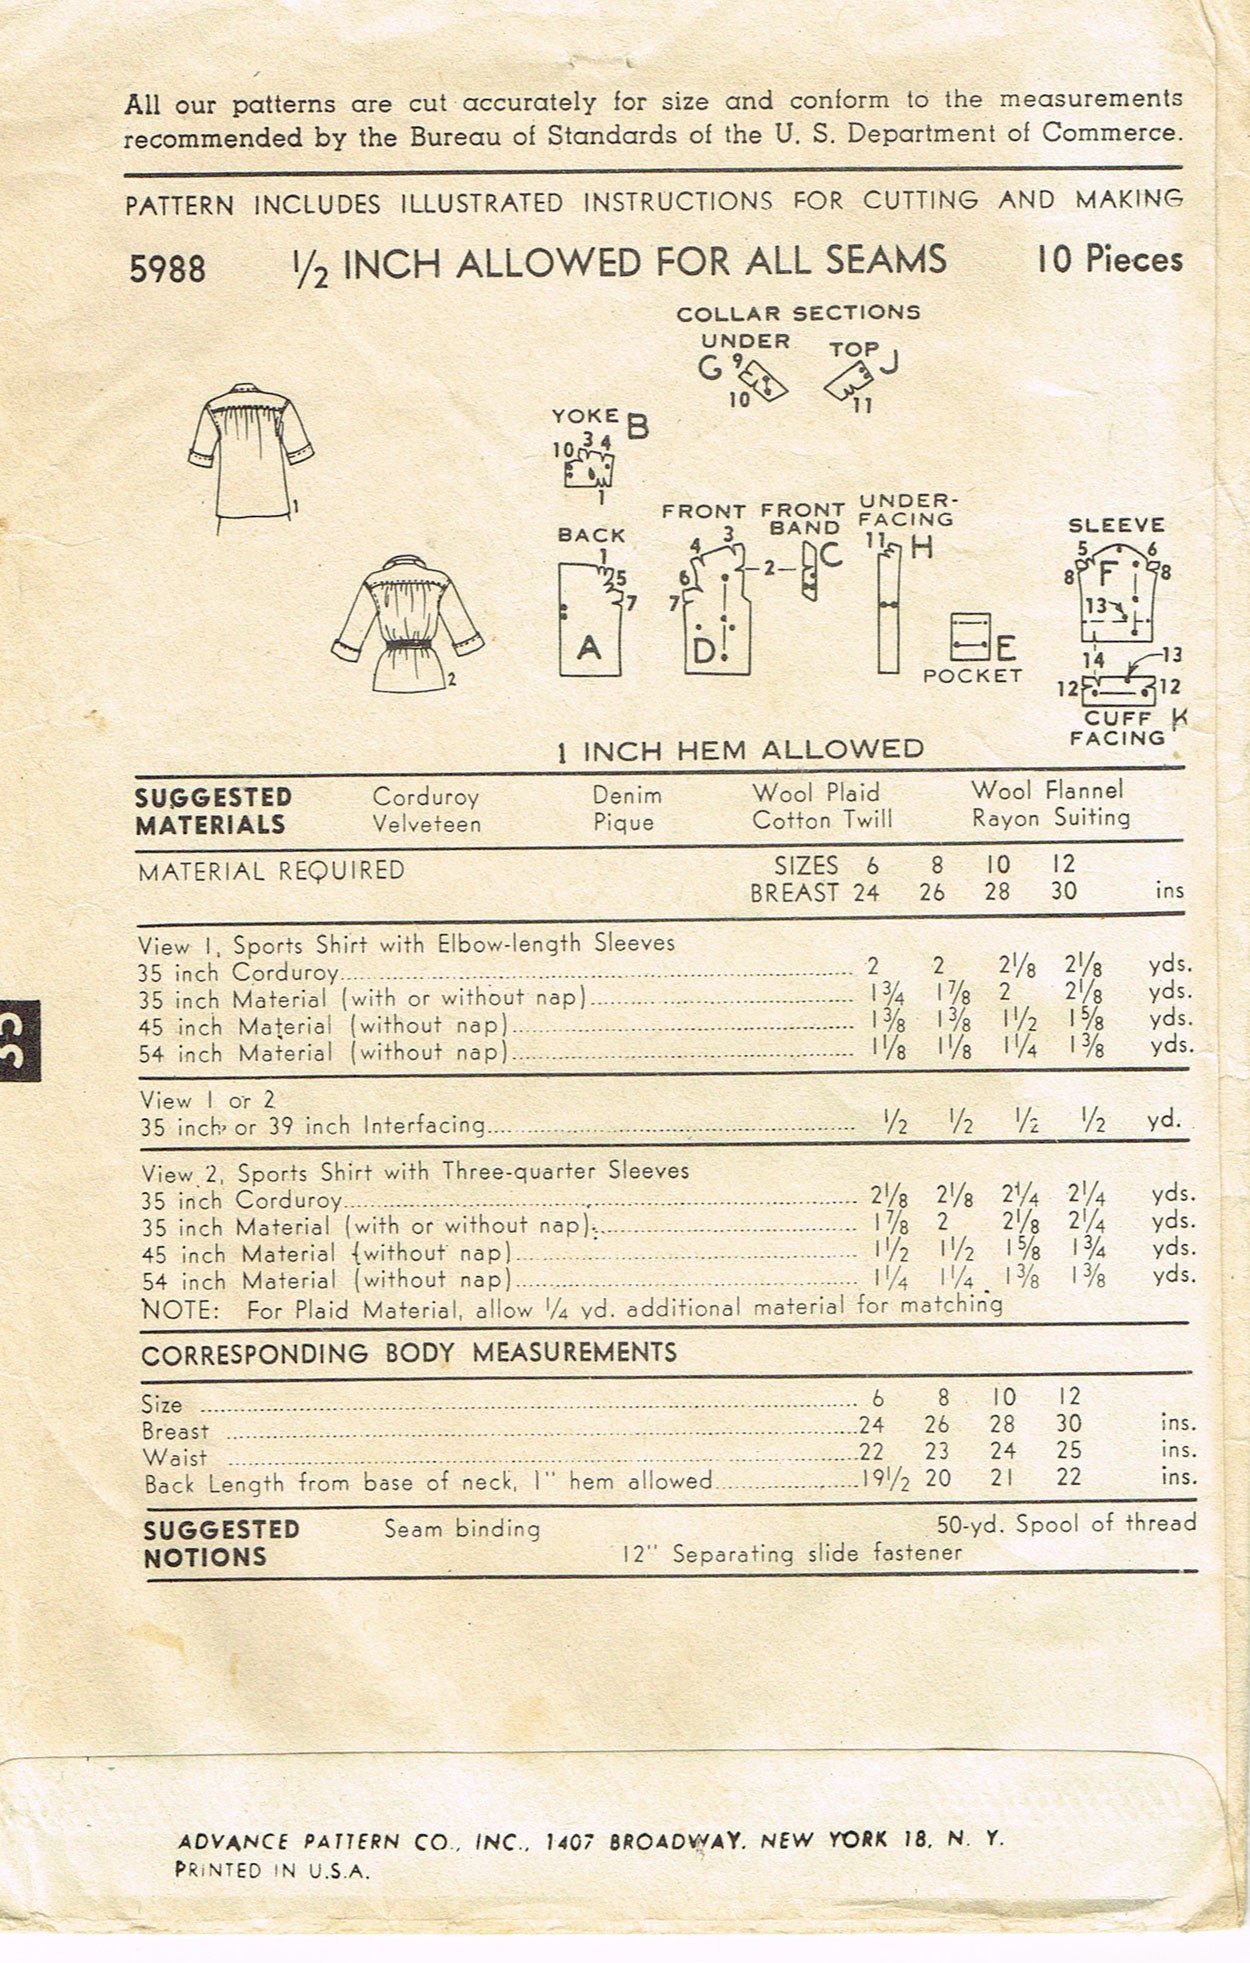 All our patterns are cut accurately for size and conform to the measurements
recommended by the Bureau of Standards of the U. S. Department of Commerce.
PATTERN INCLUDES ILLUSTRATED INSTRUCTIONS FOR CUTTING AND MAKING
5988 1/2 INCH ALLOWED FOR ALL SEAMS 10 Pieces
COLLAR SECTIONS
UNDER TOP
G 9 J
10 11
YOKE B
10 3 4
1
FRONT FRONT BAND UNDER-FACING SLEEVE
BACK 3 C 11 H 5 6
1 4 2 8 F 8
5 6 13
7 7
A D E 14 13
POCKET 12 12
CUFF K
FACING
1
2
1 INCH HEM ALLOWED
SUGGESTED Corduroy Denim Wool Plaid Wool Flannel
MATERIALS Velveteen Pique Cotton Twill Rayon Suiting
MATERIAL REQUIRED SIZES 6 8 10 12
BREAST 24 26 28 30 ins
View 1, Sports Shirt with Elbow-length Sleeves
35 inch Corduroy 2 2 2 1/8 2 1/8 yds.
35 inch Material (with or without nap) 1 3/4 1 7/8 2 2 1/8 yds.
45 inch Material (without nap) 1 3/8 1 3/8 1 1/2 1 5/8 yds.
54 inch Material (without nap) 1 1/8 1 1/8 1 1/4 1 3/8 yds.
View 1 or 2
35 inch or 39 inch Interfacing 1/2 1/2 1/2 1/2 yd.
View 2, Sports Shirt with Three-quarter Sleeves
35 inch Corduroy 2 1/8 2 1/8 2 1/4 2 1/4 yds.
35 inch Material (with or without nap) 1 7/8 2 2 1/8 2 1/4 yds.
45 inch Material (without nap) 1 1/2 1 1/2 1 5/8 1 3/4 yds.
54 inch Material (without nap) 1 1/4 1 1/4 1 3/8 1 3/8 yds.
NOTE: For Plaid Material, allow 1/4 yd. additional material for matching
CORRESPONDING BODY MEASUREMENTS
Size 6 8 10 12
Breast 24 26 28 30 ins.
Waist 22 23 24 25 ins.
Back Length from base of neck, 1" hem allowed 19 1/2 20 21 22 ins.
SUGGESTED Seam binding 50-yd. Spool of thread
NOTIONS 12" Separating slide fastener
ADVANCE PATTERN CO., INC., 1407 BROADWAY, NEW YORK 18, N. Y.
PRINTED IN U.S.A.